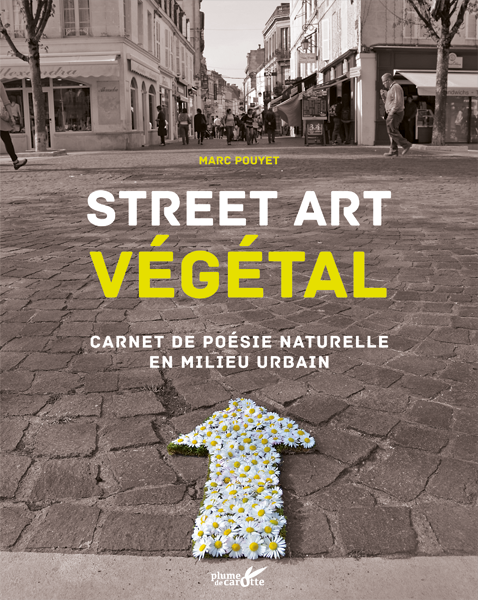 MARC POUYET
STREET ART
VÉGÉTAL
CARNET DE POÉSIE NATURELLE
EN MILIEU URBAIN
plume
de carotte